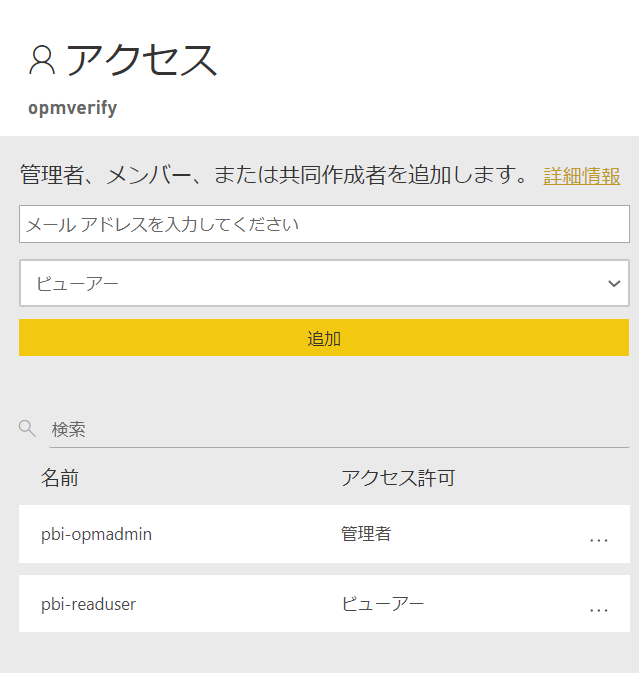 アクセス
opmverify
管理者、メンバー、または共同作成者を追加します。 詳細情報
メール アドレスを入力してください
ビューアー
追加
検索
名前 アクセス許可
pbi-opmadmin 管理者 ...
pbi-readuser ビューアー ...